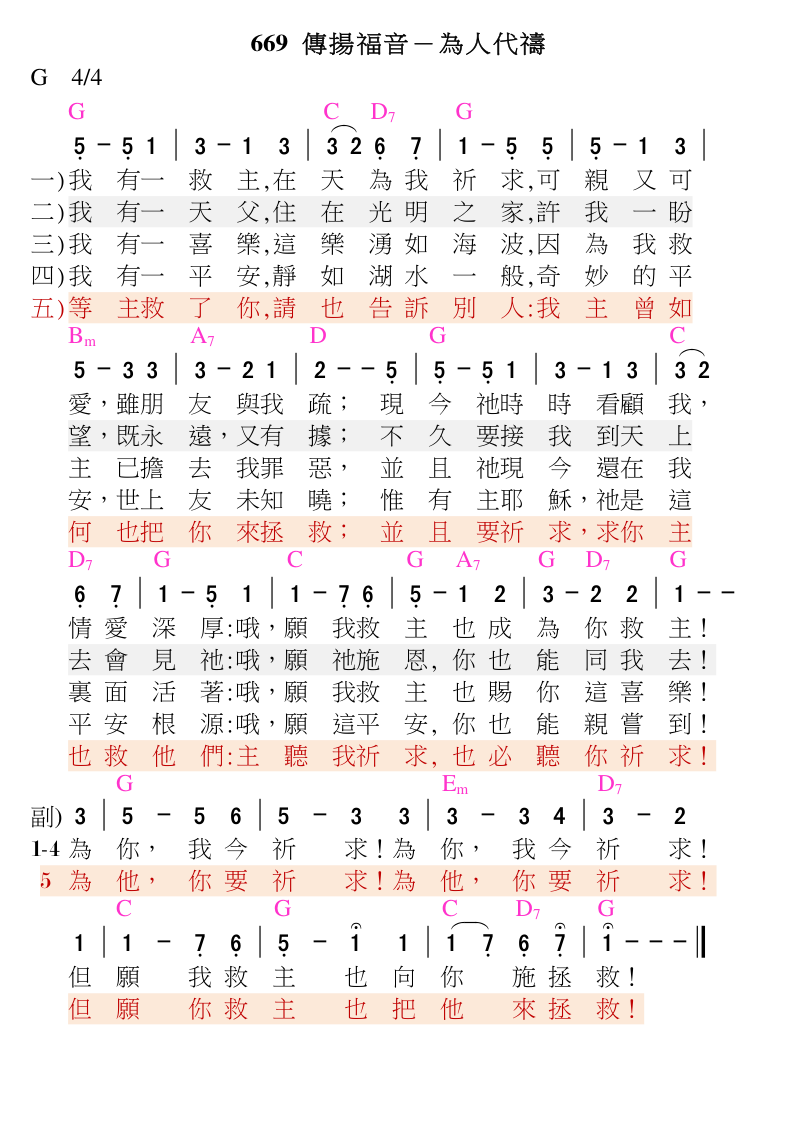 669 傳揚福音－為人代禱
G 4/4
G C D7 G
5 - 5 1 | 3 - 1 3 | 3 2 6 7 | 1 - 5 5 | 5 - 1 3 |
一)我 有一 救 主,在 天 為 我 祈 求,可 親 又 可
二)我 有一 天 父,住 在 光 明 之 家,許 我 一 盼
三)我 有一 喜 樂,這 樂 湧 如 海 波,因 為 我 救
四)我 有一 平 安,靜 如 湖 水 一 般,奇 妙 的 平
五)等 主救 了 你,請 也 告 訴 別 人:我 主 曾 如
Bm A7 D G C
5 - 3 3 | 3 - 2 1 | 2 - - 5 | 5 - 5 1 | 3 - 1 3 | 3 2
愛，雖朋 友 與我 疏； 現 今 祂時 時 看顧 我，
望，既永 遠，又有 據； 不 久 要接 我 到天 上
主 已擔 去 我罪 惡， 並 且 祂現 今 還在 我
安，世上 友 未知 曉； 惟 有 主耶 穌，祂是 這
何 也把 你 來拯 救； 並 且 要祈 求，求你 主
D7 G C G A7 G D7 G
6 7 | 1 - 5 1 | 1 - 7 6 | 5 - 1 2 | 3 - 2 2 | 1 - -
情 愛 深 厚:哦，願 我救 主 也 成 為 你 救 主！
去 會 見 祂:哦，願 祂施 恩, 你 也 能 同 我 去！
裏 面 活 著:哦，願 我救 主 也 賜 你 這 喜 樂！
平 安 根 源:哦，願 這平 安, 你 也 能 親 嘗 到！
也 救 他 們:主 聽 我祈 求, 也 必 聽 你 祈 求！
G Em D7
副) 3 | 5 - 5 6 | 5 - 3 3 | 3 - 3 4 | 3 - 2
1-4 為 你， 我 今 祈 求！為 你， 我 今 祈 求！
5 為 他， 你 要 祈 求！為 他， 你 要 祈 求！
C G C D7 G
1 | 1 - 7 6 | 5 - 1 1 | 1 7 6 7 | 1 - - - ||
但 願 我 救 主 也 向 你 施 拯 救！
但 願 你 救 主 也 把 他 來 拯 救！